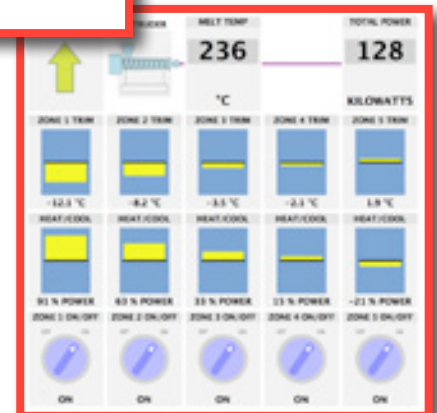 MELT TEMP TOTAL POWER
236 128
°C KILOWATTS
ZONE 1 TRIM ZONE 2 TRIM ZONE 3 TRIM ZONE 4 TRIM ZONE 5 TRIM
-12.1 °C -8.2 °C -3.5 °C -2.1 °C 1.9 °C
HEAT/COOL HEAT/COOL HEAT/COOL HEAT/COOL HEAT/COOL
91 % POWER 63 % POWER 33 % POWER 15 % POWER -21 % POWER
ZONE 1 ON/OFF ZONE 2 ON/OFF ZONE 3 ON/OFF ZONE 4 ON/OFF ZONE 5 ON/OFF
ON ON ON ON ON